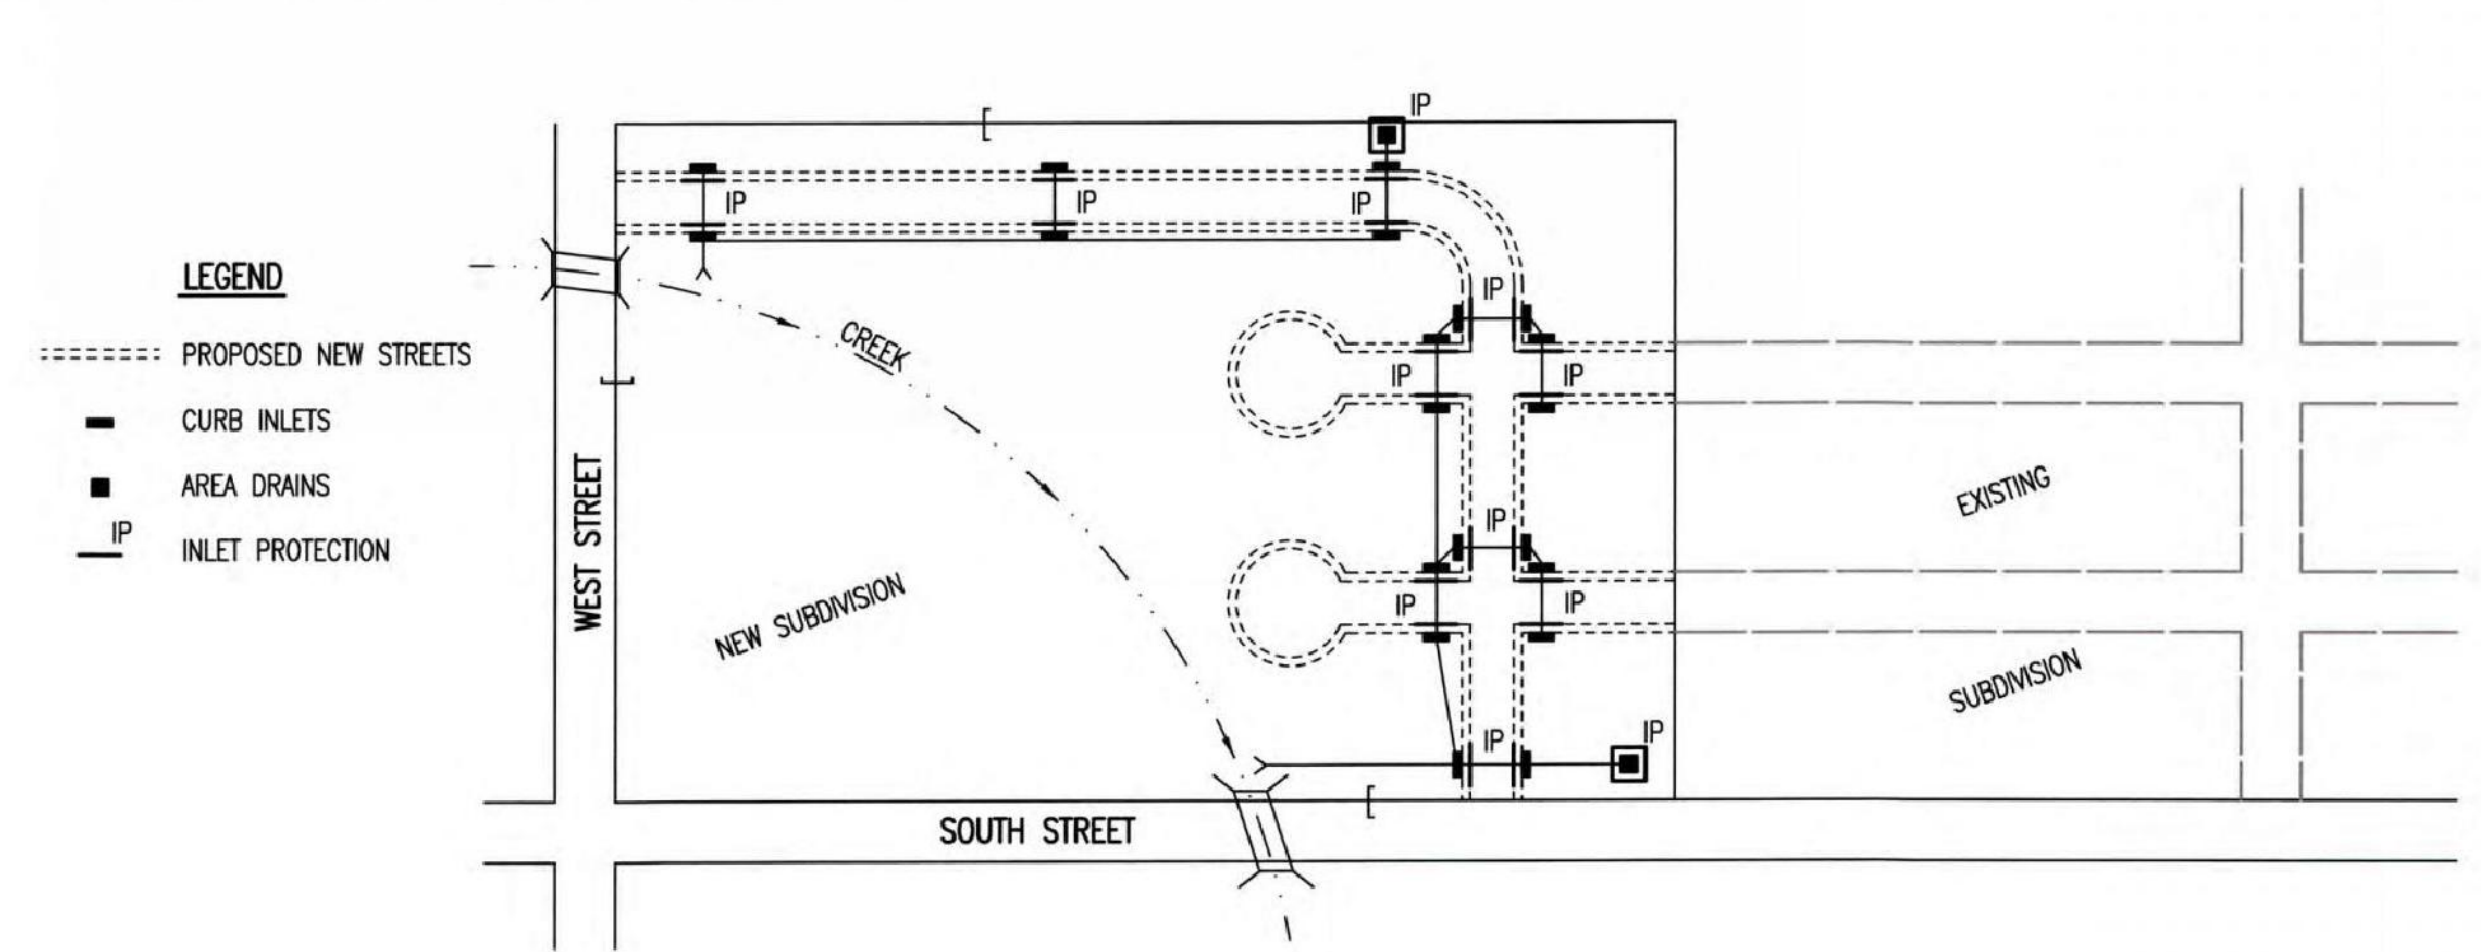 IP
IP
IP
IP
LEGEND
IP
PROPOSED NEW STREETS
CREEK
IP
IP
CURB INLETS
AREA DRAINS
EXISTING
IP
IP
INLET PROTECTION
WEST STREET
NEW SUBDIVISION
IP
IP
SUBDIVISION
IP
IP
SOUTH STREET